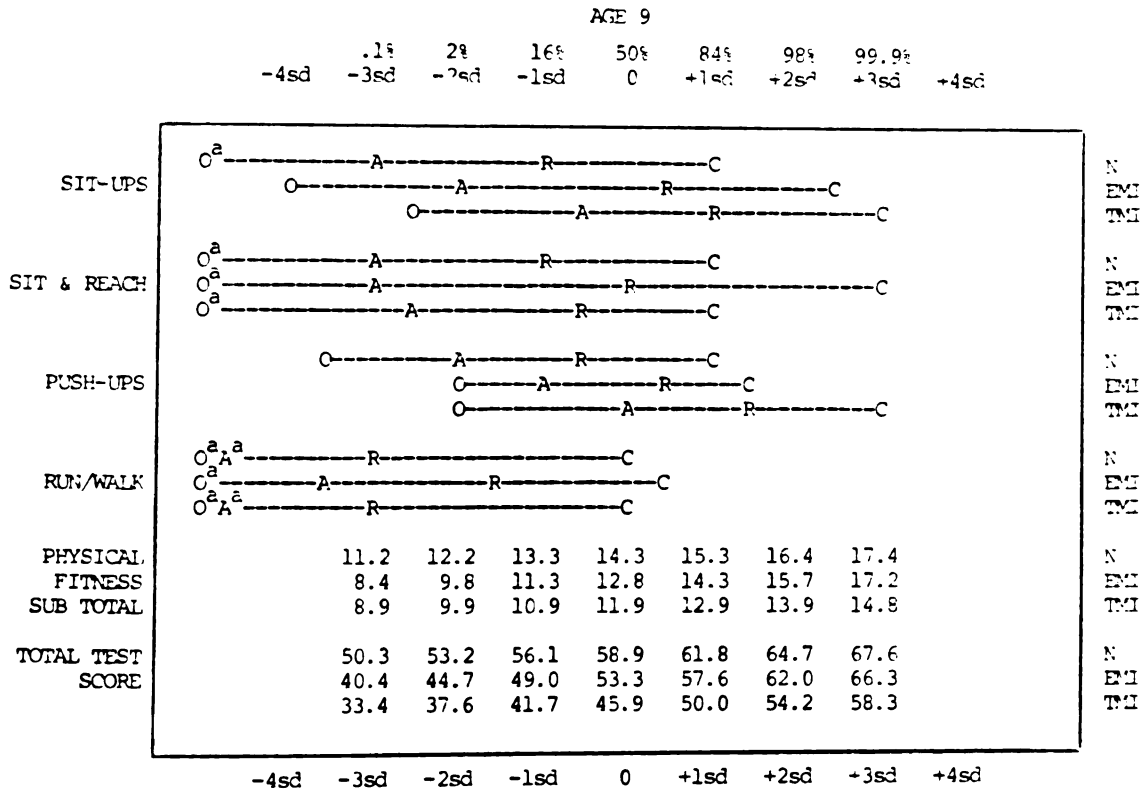 AGE 9
.1% 2% 16% 50% 84% 98% 99.9%
-4sd -3sd -2sd -1sd 0 +1sd +2sd +3sd +4sd
Oa-----------A------------R------------C N
SIT-UPS O------------A---------------R------------C EMI
O------------A---------R------------C TMI
Oa-----------A------------R------------C N
SIT & REACH Oa-----------A------------------R------------------C EMI
Oa--------------A------------R---------C TMI
O---------A---------R---------C N
PUSH-UPS O------A---------R------C EMI
O------------A---------R---------C TMI
OaAa---------R------------------C N
RUN/WALK Oa-------A------------R------------C EMI
OaAa---------R------------------C TMI
PHYSICAL 11.2 12.2 13.3 14.3 15.3 16.4 17.4 N
FITNESS 8.4 9.8 11.3 12.8 14.3 15.7 17.2 EMI
SUB TOTAL 8.9 9.9 10.9 11.9 12.9 13.9 14.8 TMI
TOTAL TEST 50.3 53.2 56.1 58.9 61.8 64.7 67.6 N
SCORE 40.4 44.7 49.0 53.3 57.6 62.0 66.3 EMI
33.4 37.6 41.7 45.9 50.0 54.2 58.3 TMI
-4sd -3sd -2sd -1sd 0 +1sd +2sd +3sd +4sd